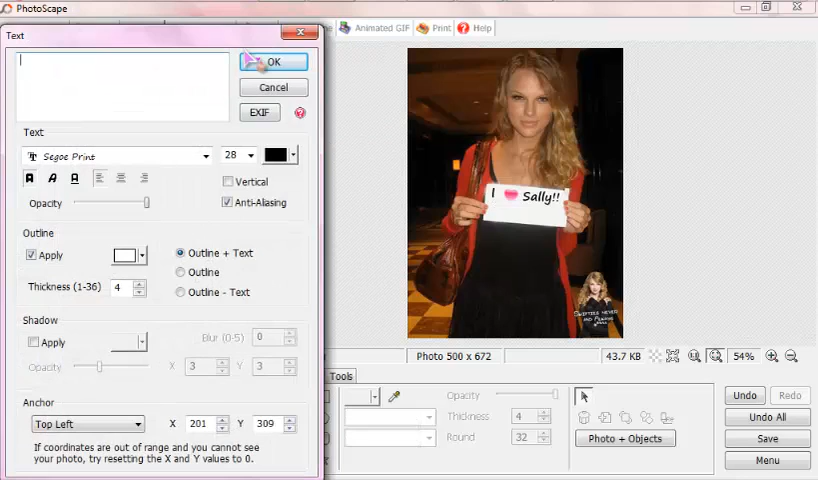 PhotoScape
Text
Animated GIF
Print
Help
OK
Cancel
EXIF
Text
Segoe Print
28
A A A
Vertical
Opacity
Anti-Aliasing
Outline
Apply
Outline + Text
Outline
Thickness (1-36) 4
Outline - Text
Shadow
Apply
Blur (0-5) 0
Opacity
X 3 Y 3
Anchor
Top Left
X 201 Y 309
If coordinates are out of range and you cannot see
your photo, try resetting the X and Y values to 0.
I Sally!!
Swifties never
Photo 500 x 672
43.7 KB
54%
Tools
Opacity
Thickness 4
Round 32
Photo + Objects
Undo
Redo
Undo All
Save
Menu